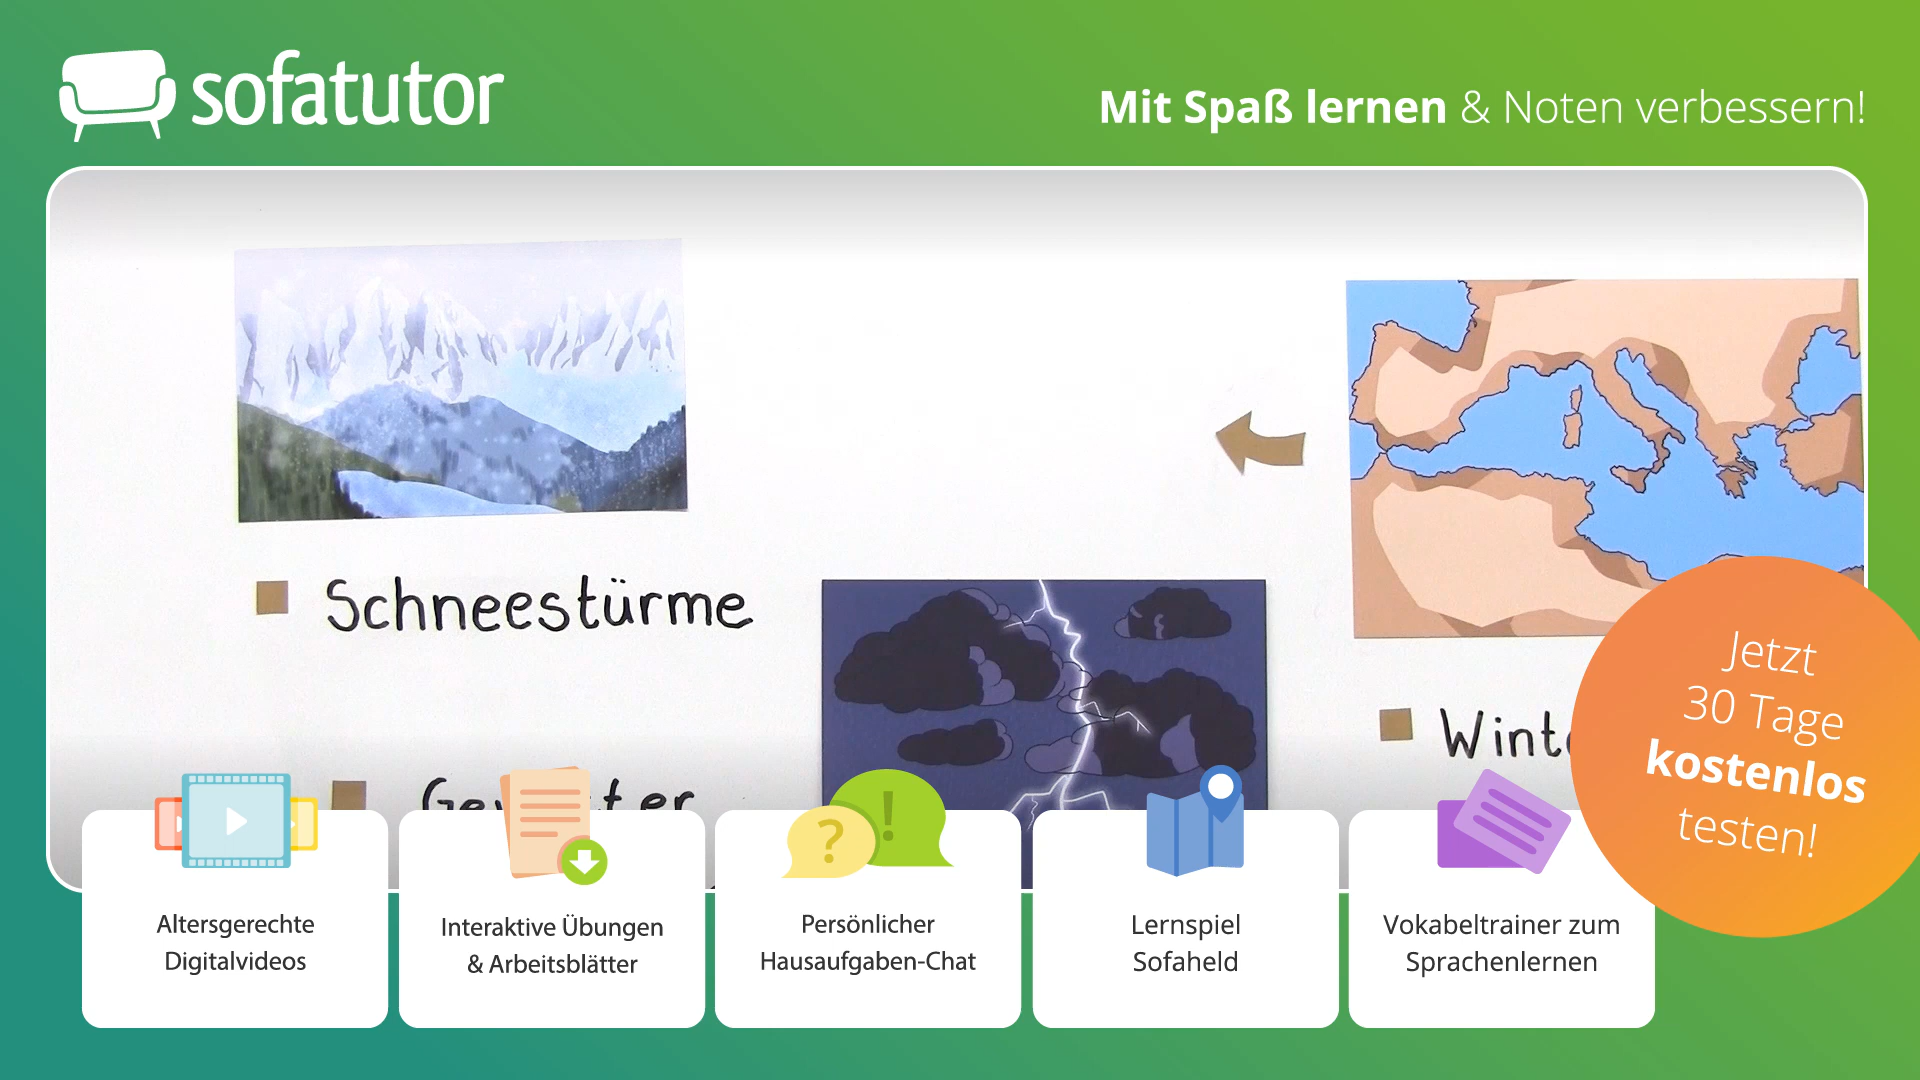 sofatutor
Mit Spaß lernen & Noten verbessern!
Schneestürme
Jetzt
30 Tage
kostenlos
testen!
Altersgerechte
Digitalvideos
Interaktive Übungen
& Arbeitsblätter
Persönlicher
Hausaufgaben-Chat
Lernspiel
Sofaheld
Vokabeltrainer zum
Sprachenlernen